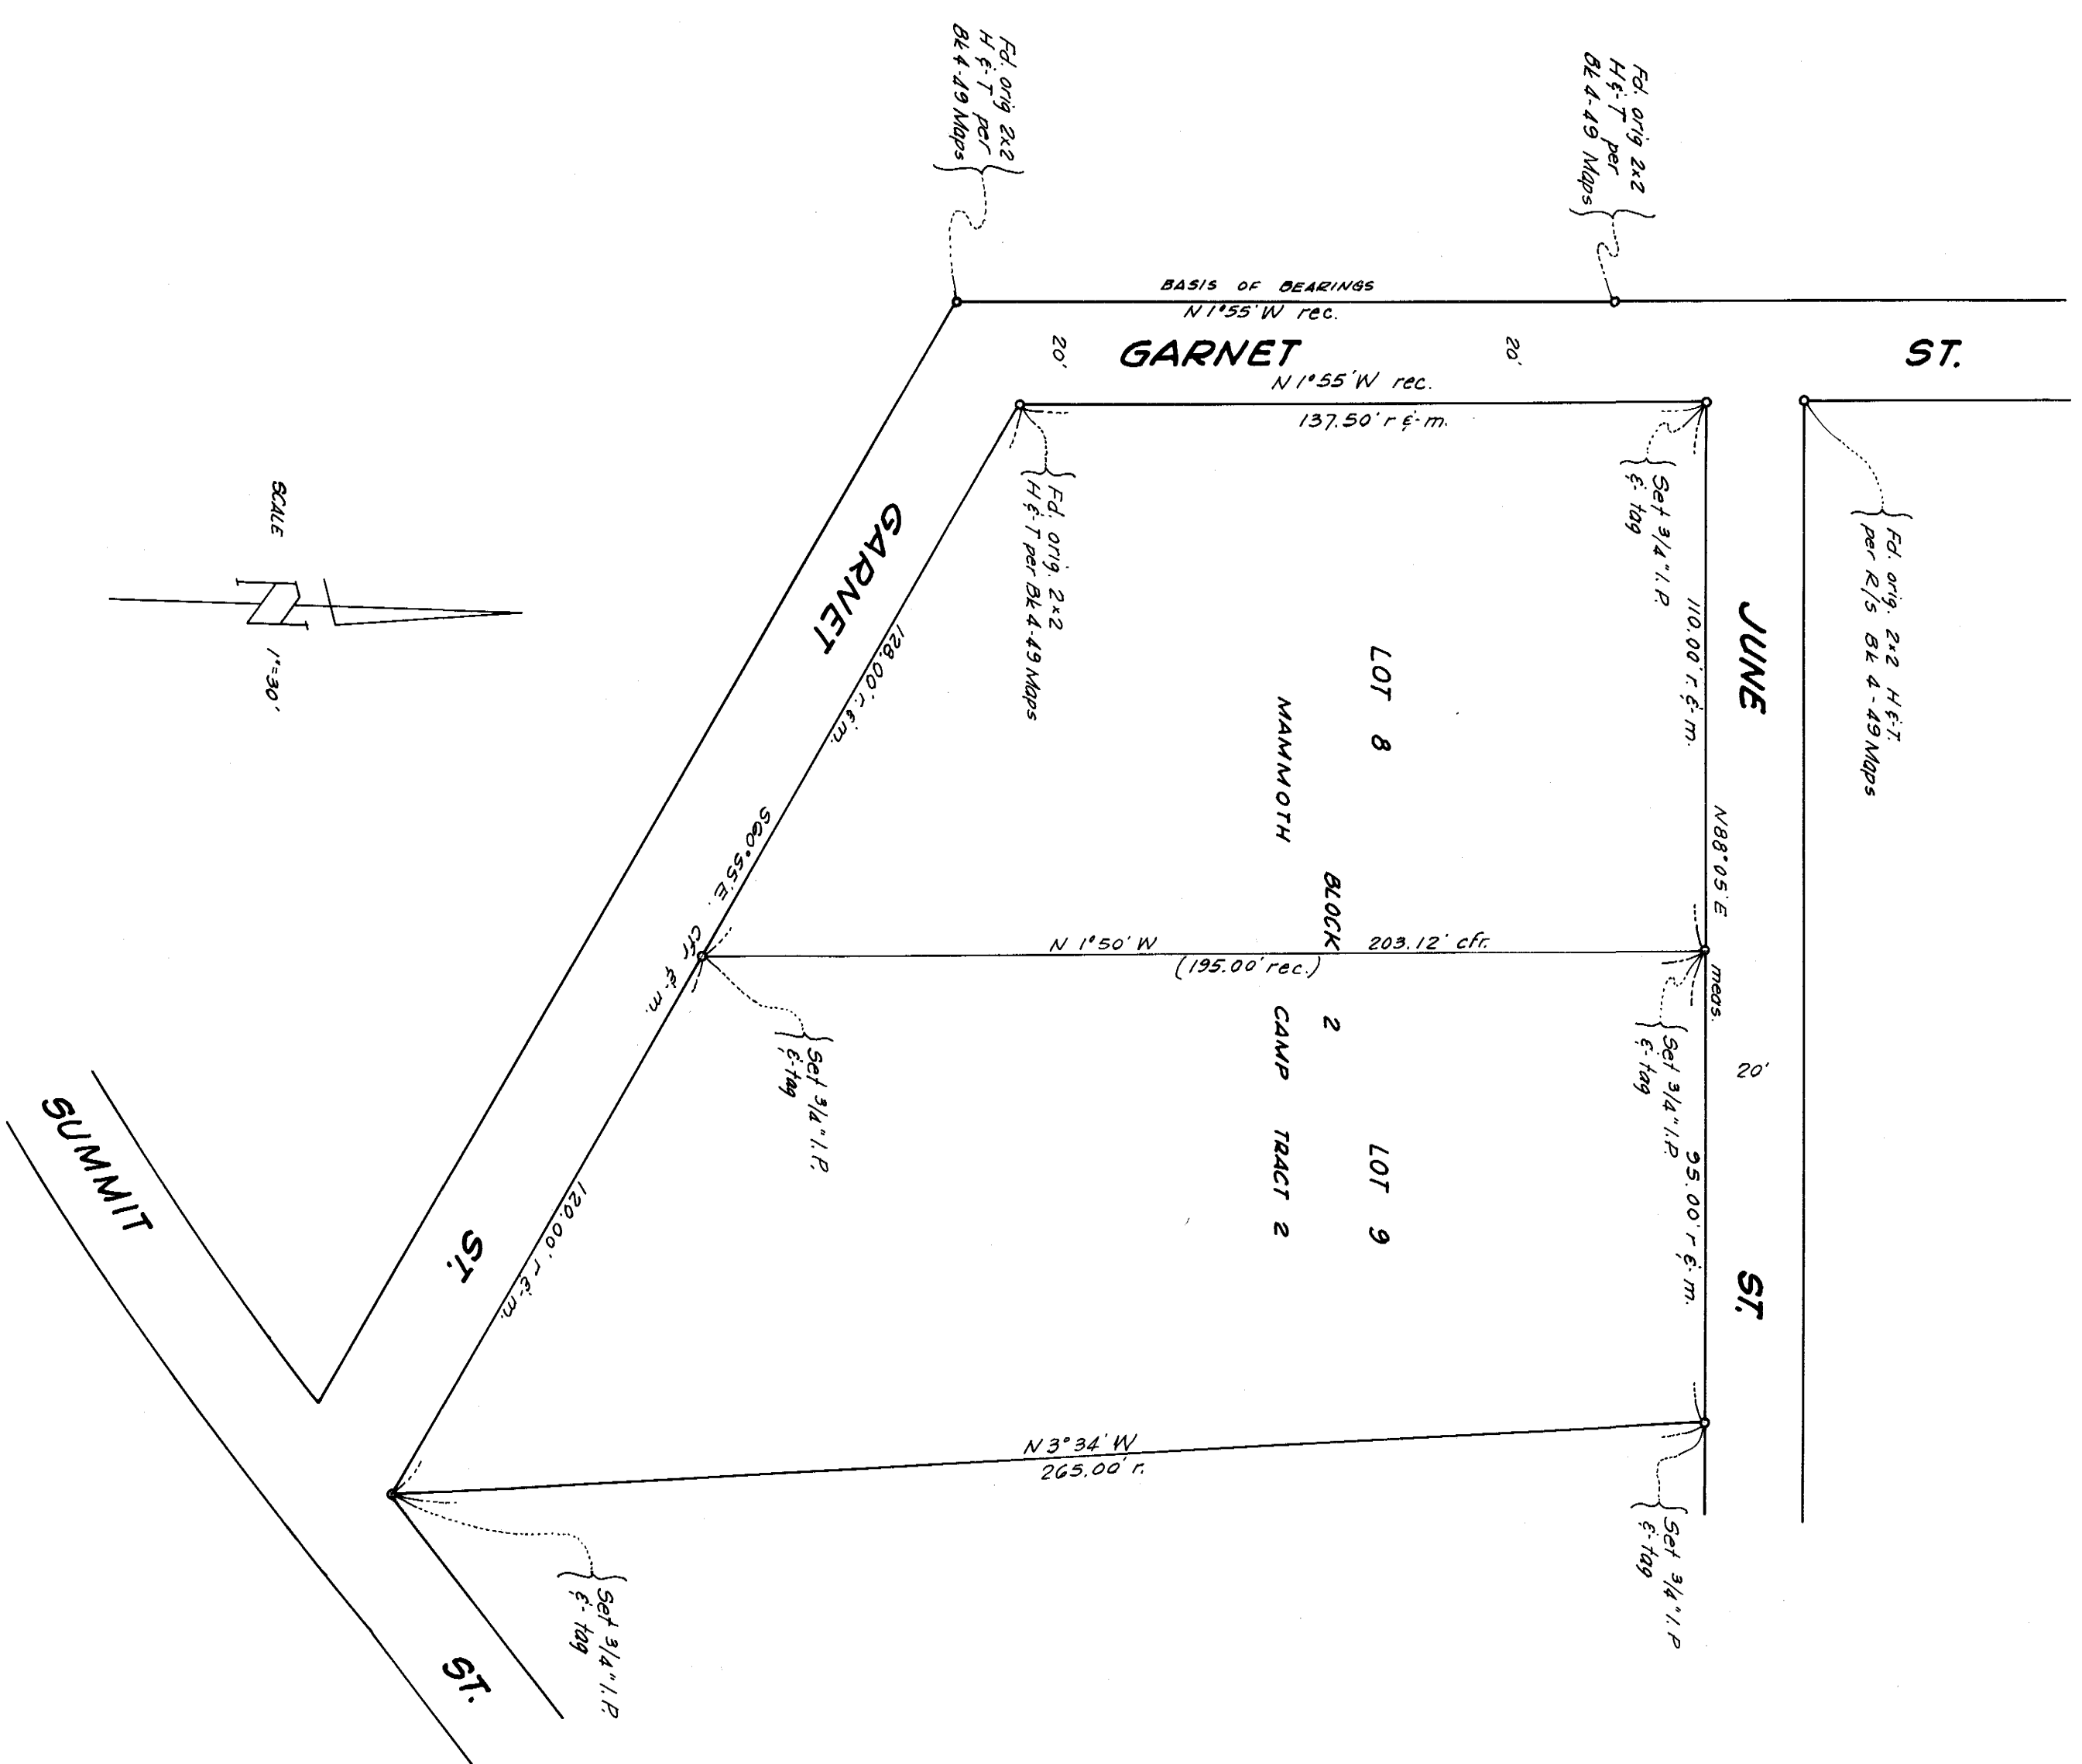 Fd. orig 2x2
H & T per
Bk 4-49 Maps
Fd. orig 2x2
H & T per
Bk 4-49 Maps
BASIS OF BEARINGS
N 1°55' W rec.
20'
GARNET
20'
ST.
N 1°55' W rec.
137.50' r & m.
Fd. orig. 2x2
H & T per Bk 4-49 Maps
Set 3/4" I.P.
& tag
Fd. orig. 2x2 H & T.
per R/S Bk 4-49 Maps
JUNE
ST.
20'
110.00' r. & m.
N88°05'E
meas.
95.00' r & m.
Set 3/4" I.P.
& tag
Set 3/4" I.P
& tag
LOT 8
LOT 9
BLOCK 2
MAMMOTH CAMP TRACT 2
N 1°50' W
203.12' cfr.
(195.00' rec.)
Set 3/4" I.P.
& tag
GARNET
ST.
128.00' r. & m.
S60°55'E. cfr & m.
120.00' r & m.
N 3°34' W
265.00' r.
Set 3/4" I.P.
& tag
SUMMIT
ST.
SCALE
N
1"=30'